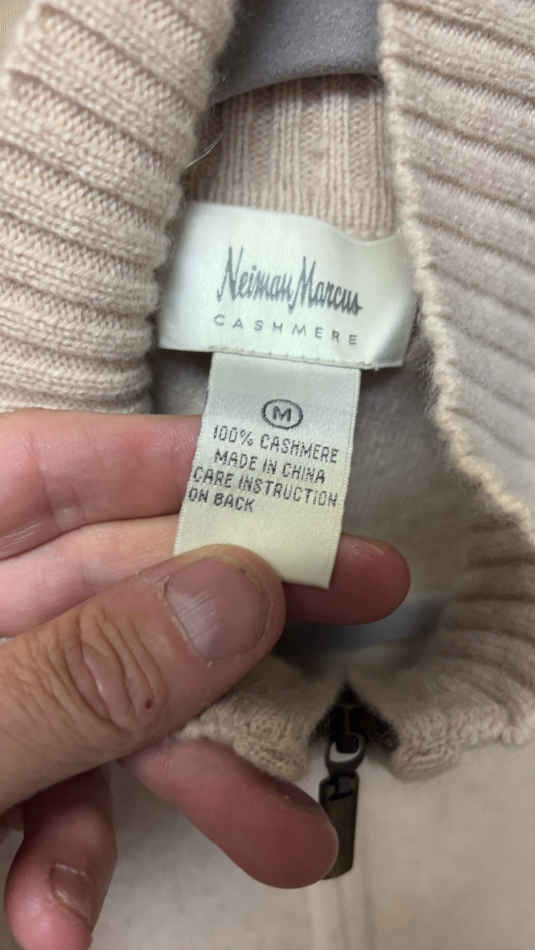 Neiman Marcus
CASHMERE
M
100% CASHMERE
MADE IN CHINA
CARE INSTRUCTION
ON BACK